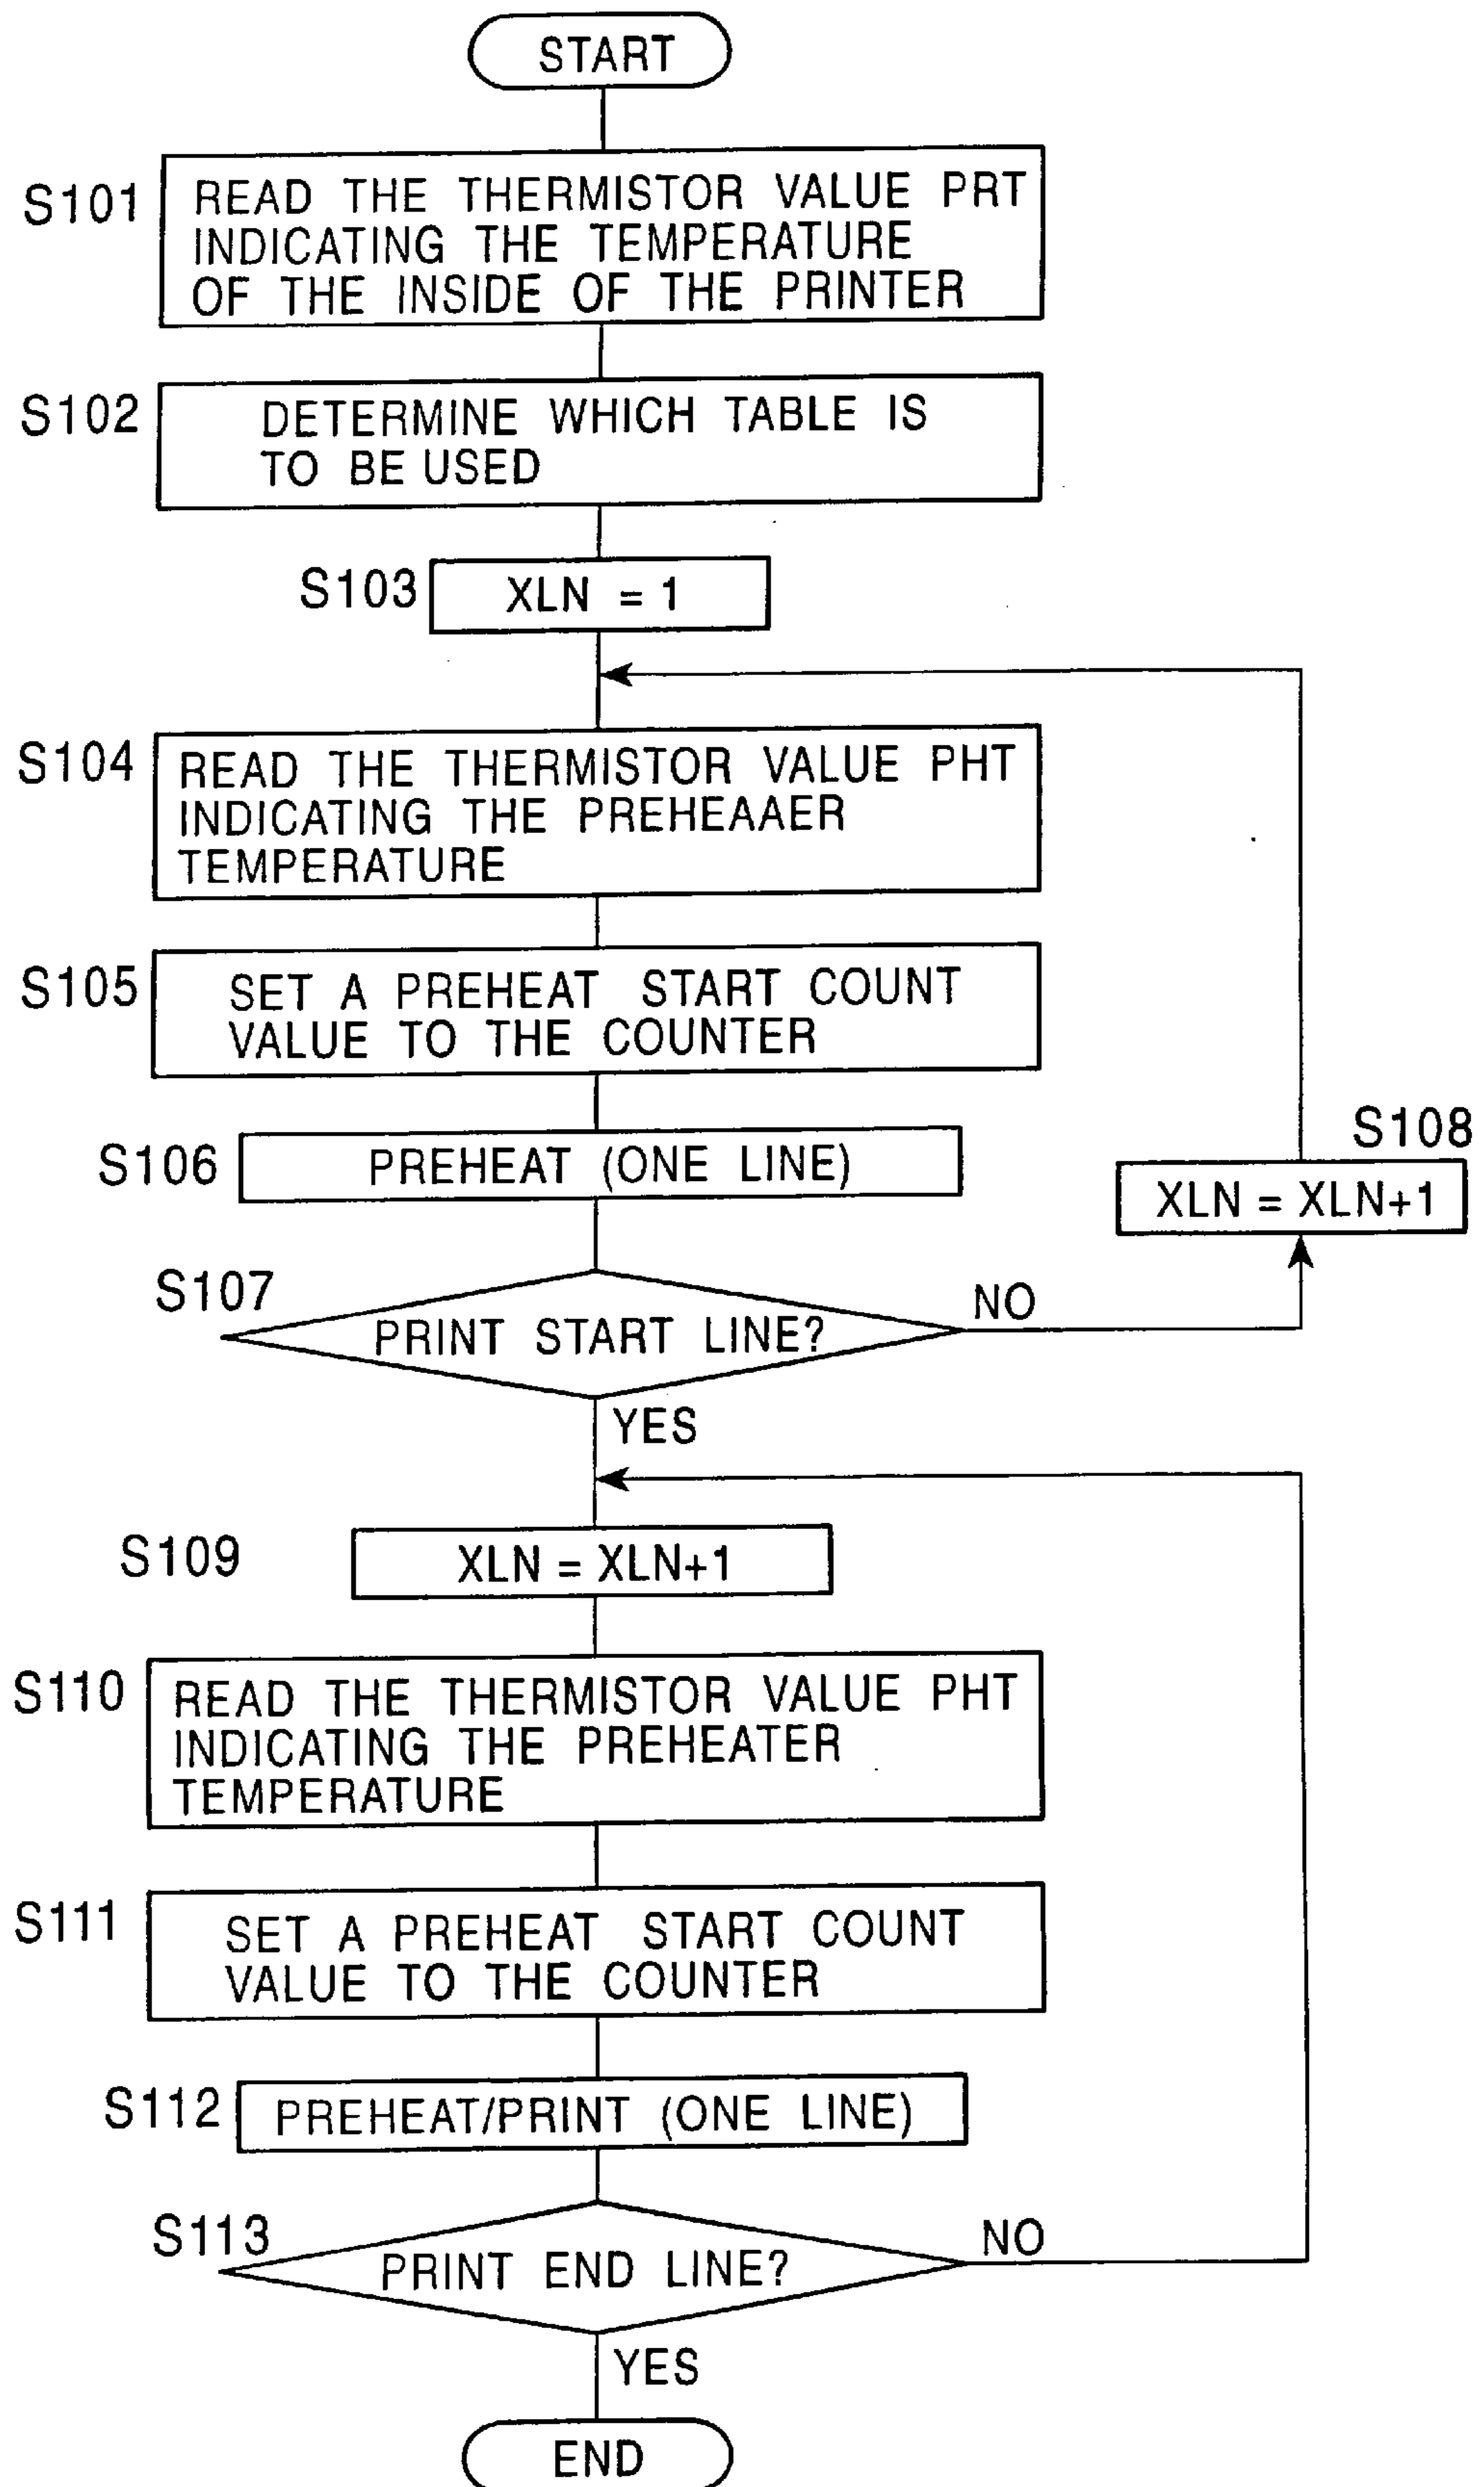 START
S101
READ THE THERMISTOR VALUE PRT
INDICATING THE TEMPERATURE
OF THE INSIDE OF THE PRINTER
S102
DETERMINE WHICH TABLE IS
TO BE USED
S103
XLN = 1
S104
READ THE THERMISTOR VALUE PHT
INDICATING THE PREHEAAER
TEMPERATURE
S105
SET A PREHEAT START COUNT
VALUE TO THE COUNTER
S106
PREHEAT (ONE LINE)
S108
XLN = XLN+1
S107
PRINT START LINE?
NO
YES
S109
XLN = XLN+1
S110
READ THE THERMISTOR VALUE PHT
INDICATING THE PREHEATER
TEMPERATURE
S111
SET A PREHEAT START COUNT
VALUE TO THE COUNTER
S112
PREHEAT/PRINT (ONE LINE)
S113
PRINT END LINE?
NO
YES
END